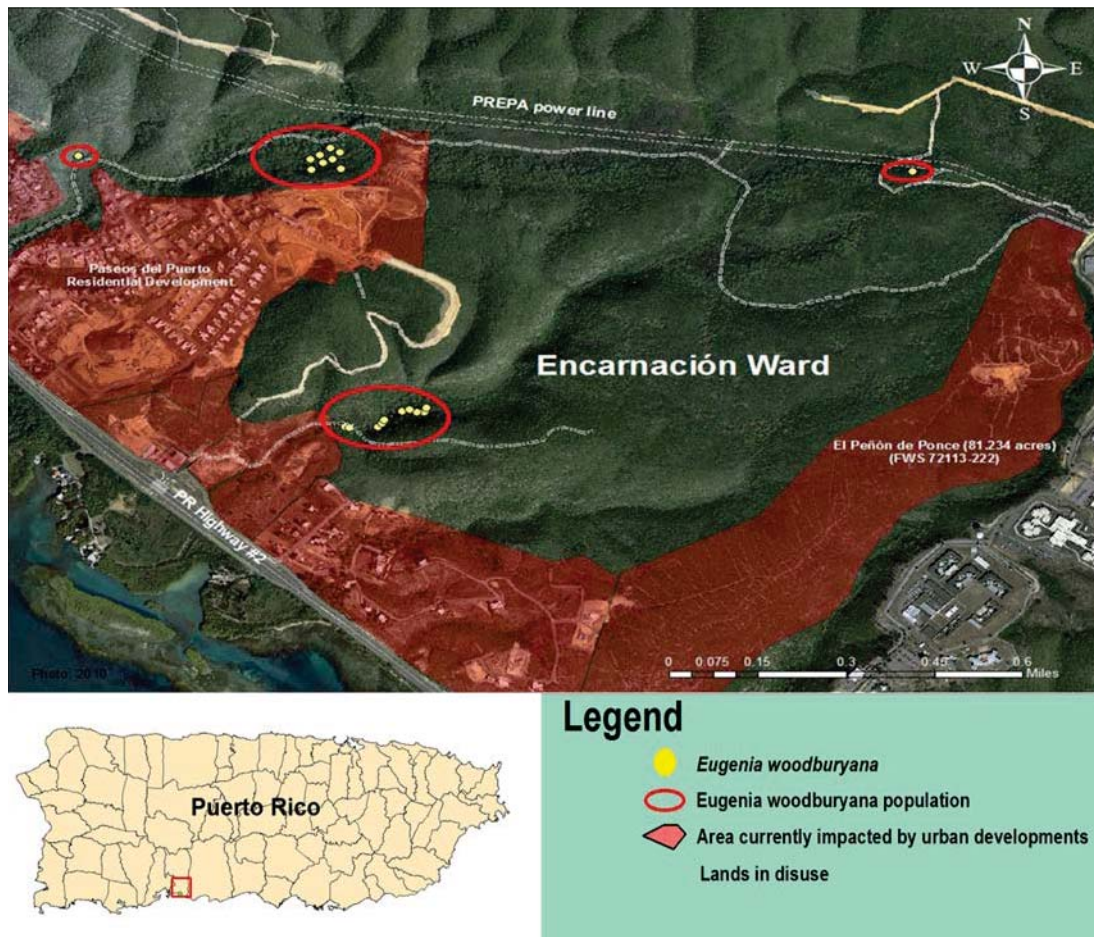 N
W E
S
PREPA power line
Paseos del Puerto
Residential Development
Encarnación Ward
El Peñón de Ponce (81.234 acres)
(FWS 72113-222)
PR Highway #2
Photo: 2010
0 0.075 0.15 0.3 0.45 0.6
Miles
Puerto Rico
Legend
Eugenia woodburyana
Eugenia woodburyana population
Area currently impacted by urban developments
Lands in disuse